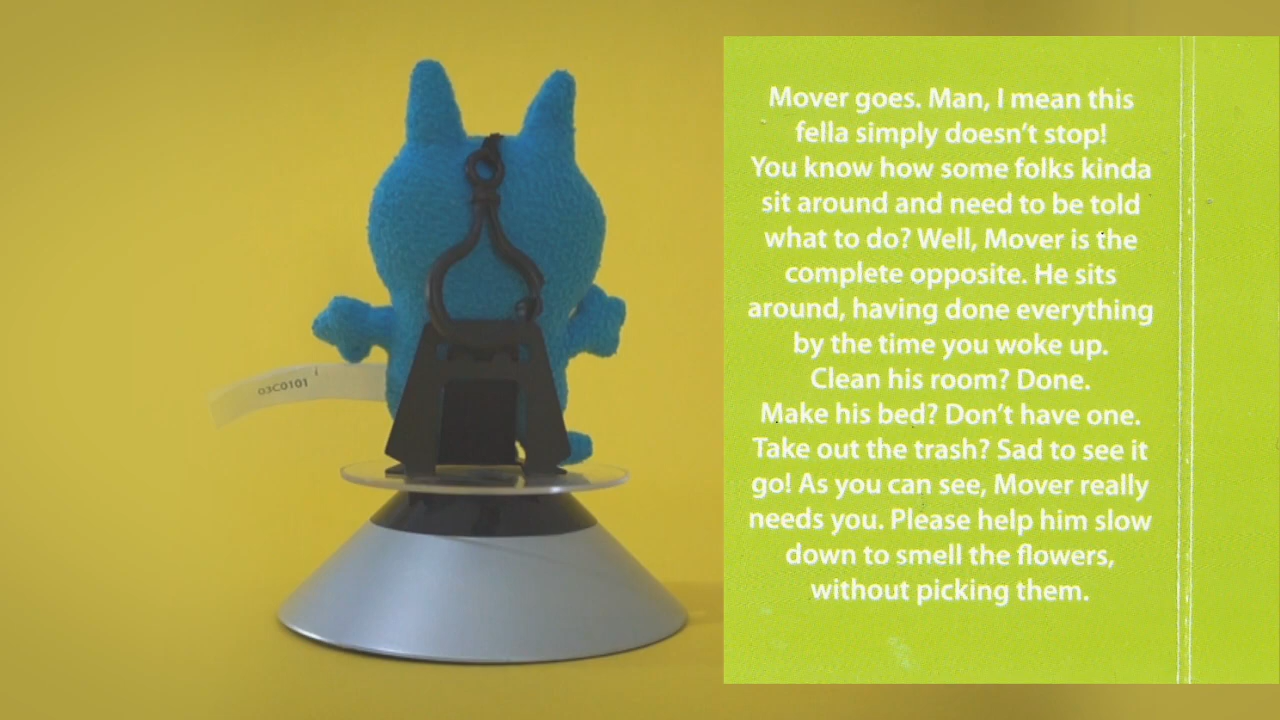 03C0101
Mover goes. Man, I mean this
fella simply doesn't stop!
You know how some folks kinda
sit around and need to be told
what to do? Well, Mover is the
complete opposite. He sits
around, having done everything
by the time you woke up.
Clean his room? Done.
Make his bed? Don't have one.
Take out the trash? Sad to see it
go! As you can see, Mover really
needs you. Please help him slow
down to smell the flowers,
without picking them.